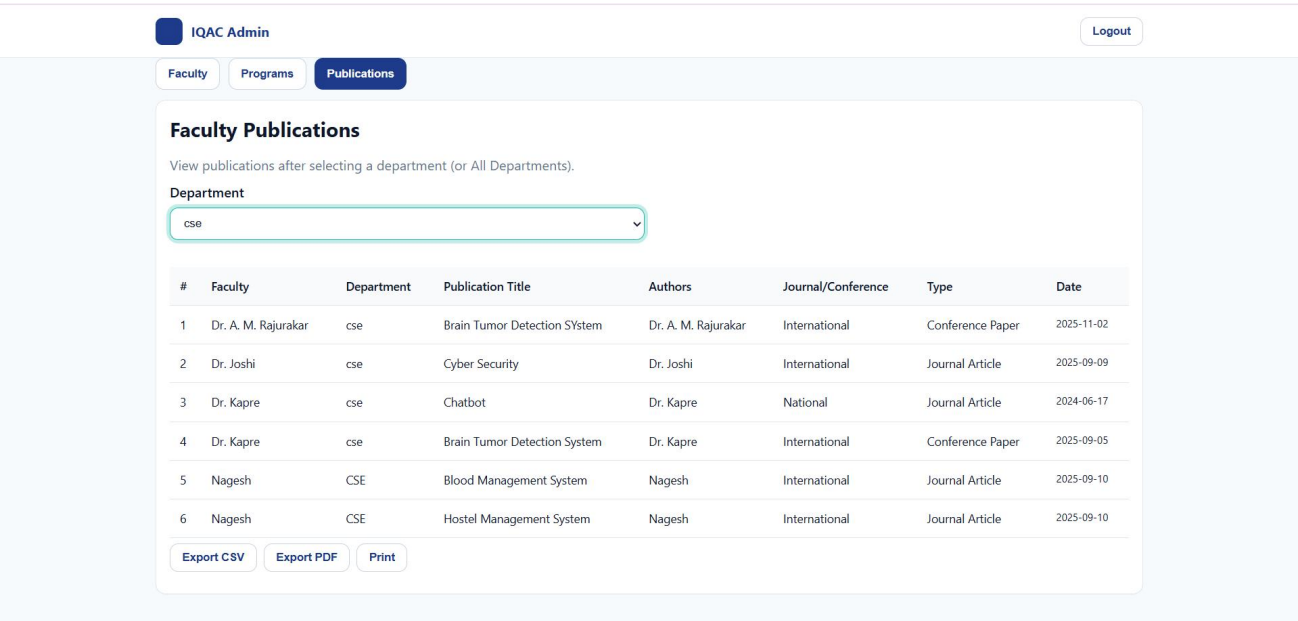 IQAC Admin Logout
Faculty Programs Publications
Faculty Publications
View publications after selecting a department (or All Departments).
Department
cse
# Faculty Department Publication Title Authors Journal/Conference Type Date
1 Dr. A. M. Rajurakar cse Brain Tumor Detection SYstem Dr. A. M. Rajurakar International Conference Paper 2025-11-02
2 Dr. Joshi cse Cyber Security Dr. Joshi International Journal Article 2025-09-09
3 Dr. Kapre cse Chatbot Dr. Kapre National Journal Article 2024-06-17
4 Dr. Kapre cse Brain Tumor Detection System Dr. Kapre International Conference Paper 2025-09-05
5 Nagesh CSE Blood Management System Nagesh International Journal Article 2025-09-10
6 Nagesh CSE Hostel Management System Nagesh International Journal Article 2025-09-10
Export CSV Export PDF Print